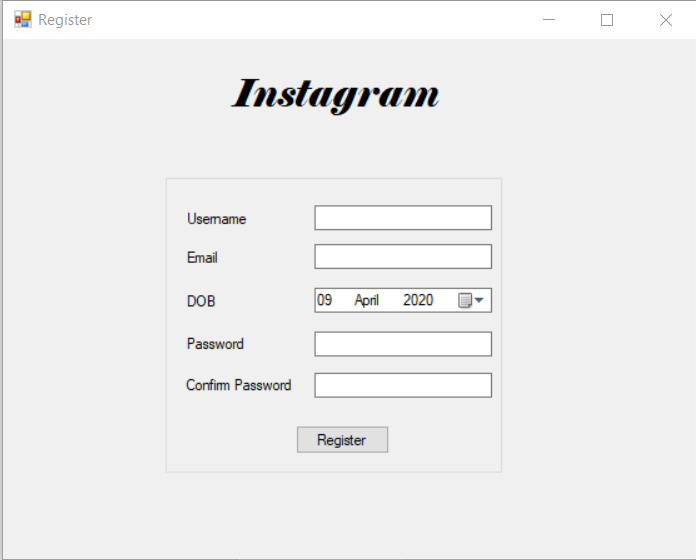 Register
Instagram
Username
Email
DOB 09 April 2020
Password
Confirm Password
Register